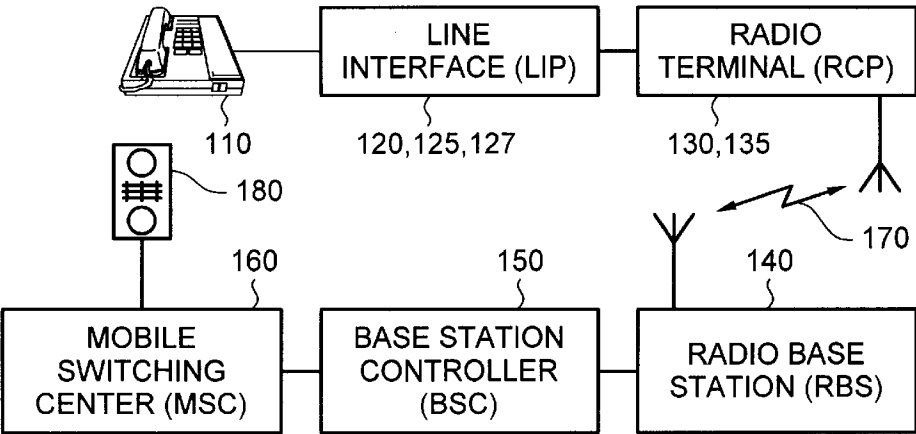 LINE
INTERFACE (LIP)
RADIO
TERMINAL (RCP)
110
120,125,127
130,135
180
170
160
150
140
MOBILE
SWITCHING
CENTER (MSC)
BASE STATION
CONTROLLER
(BSC)
RADIO BASE
STATION (RBS)